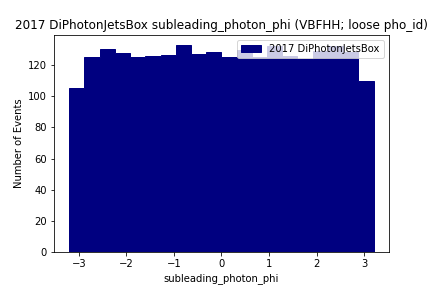 2017 DiPhotonJetsBox subleading_photon_phi (VBFHH; loose pho_id)
2017 DiPhotonJetsBox
120
100
80
60
40
20
0
Number of Events
−3 −2 −1 0 1 2 3
subleading_photon_phi